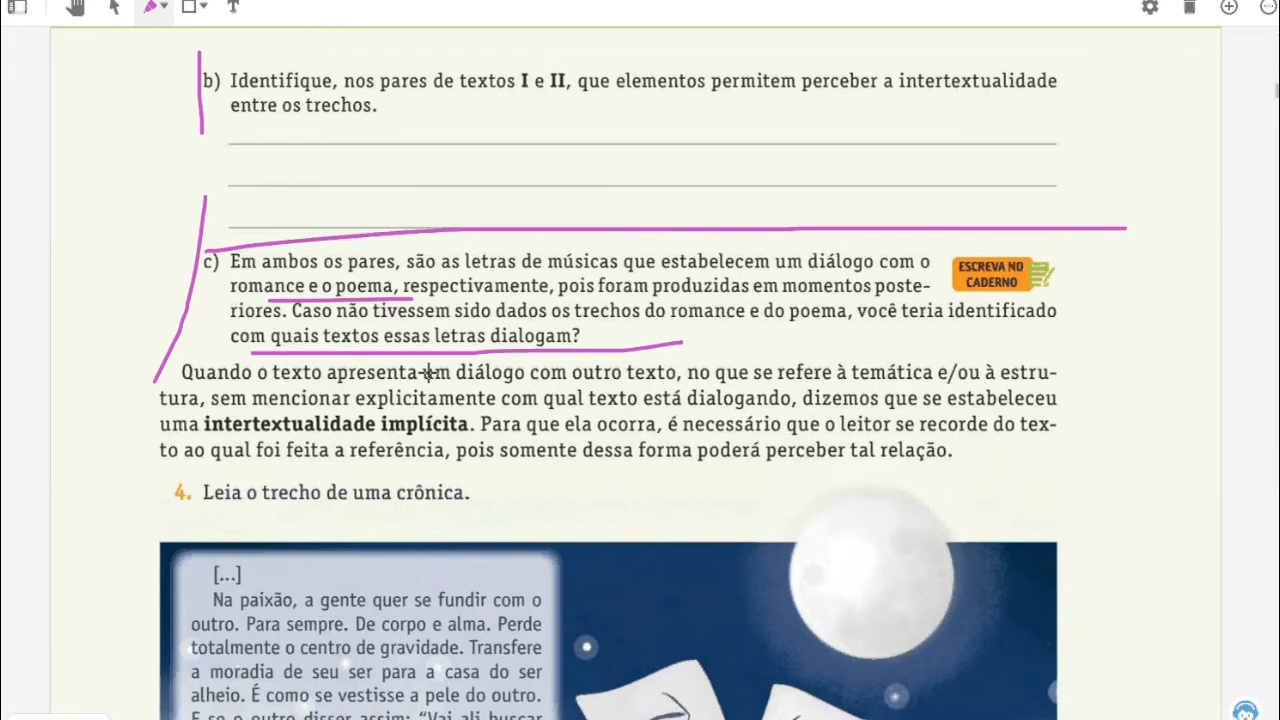 b) Identifique, nos pares de textos I e II, que elementos permitem perceber a intertextualidade
entre os trechos.
c) Em ambos os pares, são as letras de músicas que estabelecem um diálogo com o
romance e o poema, respectivamente, pois foram produzidas em momentos poste-
riores. Caso não tivessem sido dados os trechos do romance e do poema, você teria identificado
com quais textos essas letras dialogam?
ESCREVA NO
CADERNO
Quando o texto apresenta um diálogo com outro texto, no que se refere à temática e/ou à estru-
tura, sem mencionar explicitamente com qual texto está dialogando, dizemos que se estabeleceu
uma intertextualidade implícita. Para que ela ocorra, é necessário que o leitor se recorde do tex-
to ao qual foi feita a referência, pois somente dessa forma poderá perceber tal relação.
4. Leia o trecho de uma crônica.
[...]
Na paixão, a gente quer se fundir com o
outro. Para sempre. De corpo e alma. Perde
totalmente o centro de gravidade. Transfere
a moradia de seu ser para a casa do ser
alheio. É como se vestisse a pele do outro.
E se o outro disser assim: “Vai ali buscar